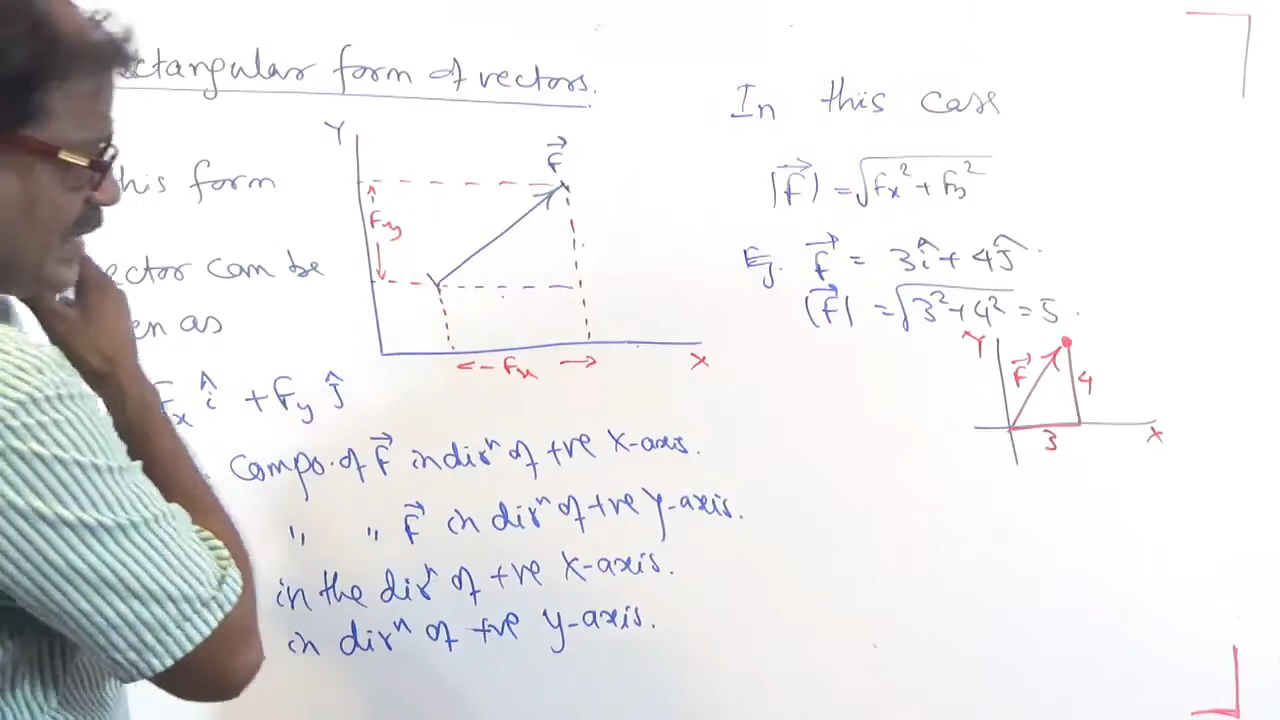 ctangular form of vectors.
his form
ector can be
en as
Fx î + Fy ĵ
compo. of F⃗ in dirⁿ of +ve X-axis.
" " F⃗ in dirⁿ of +ve y-axis.
in the dirⁿ of +ve X-axis.
in dirⁿ of +ve y-axis.
Y
F⃗
Fy
Fx
X
In this case
|F⃗| = √Fx² + Fy²
Eg. F⃗ = 3î + 4ĵ.
|F⃗| = √3² + 4² = 5.
Y
F⃗
4
3
X